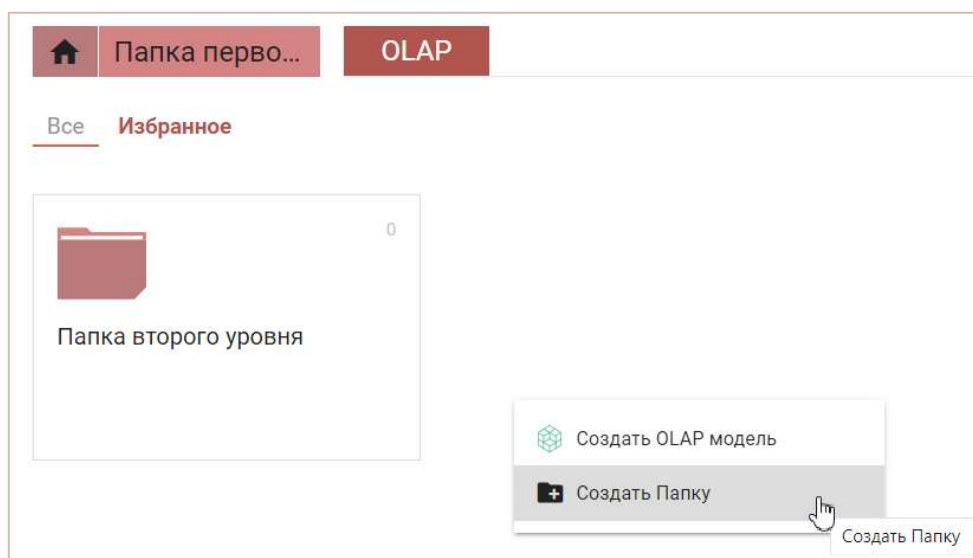 Папка перво... OLAP
Все Избранное
0
Папка второго уровня
Создать OLAP модель
Создать Папку
Создать Папку